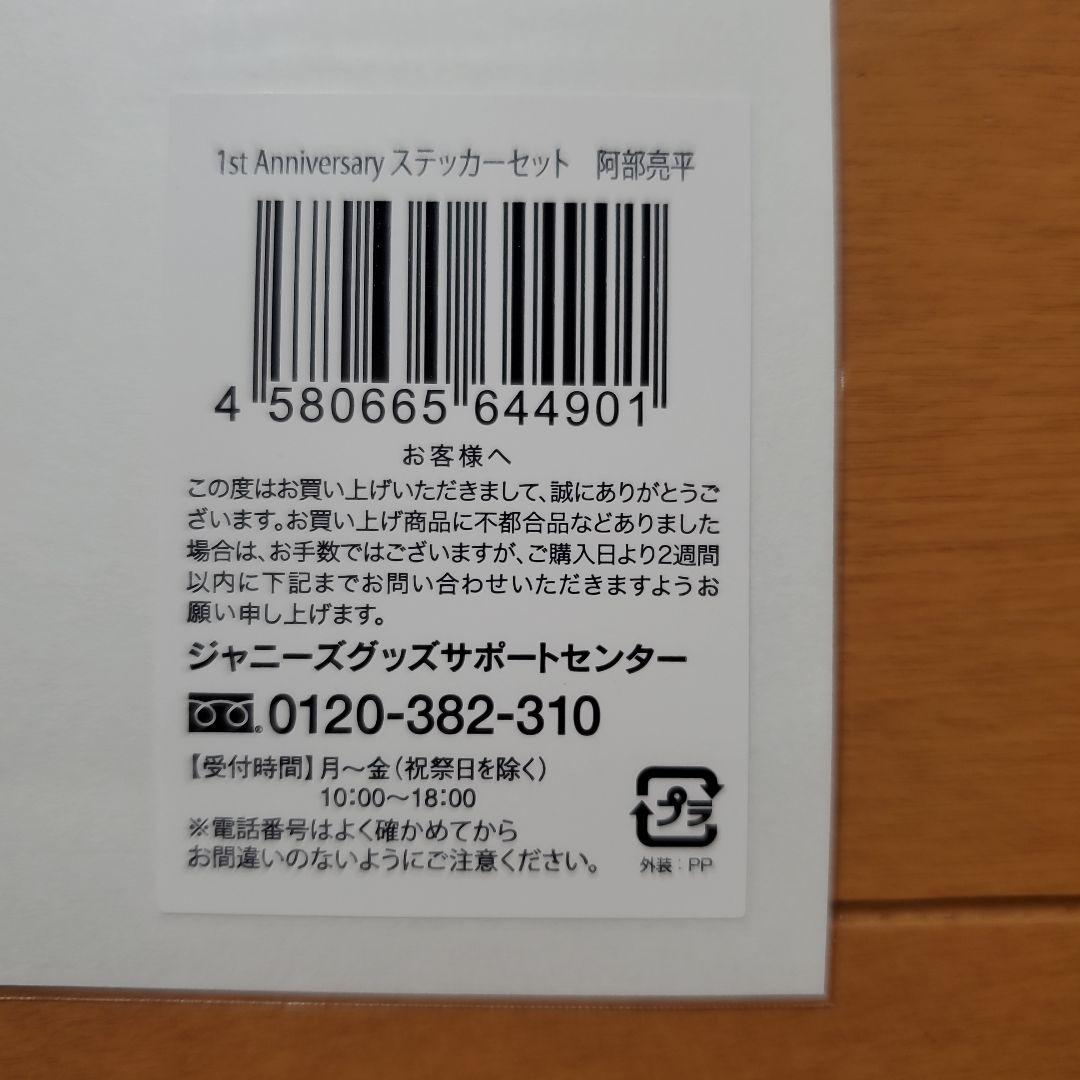 1st Anniversary ステッカーセット　阿部亮平
4 580665 644901
お客様へ
この度はお買い上げいただきまして、誠にありがとうご
ざいます。お買い上げ商品に不都合品などありました
場合は、お手数ではございますが、ご購入日より2週間
以内に下記までお問い合わせいただきますようお
願い申し上げます。
ジャニーズグッズサポートセンター
0120-382-310
【受付時間】月〜金（祝祭日を除く）
10:00〜18:00
※電話番号はよく確かめてから
お間違いのないようにご注意ください。
プラ
外装：PP